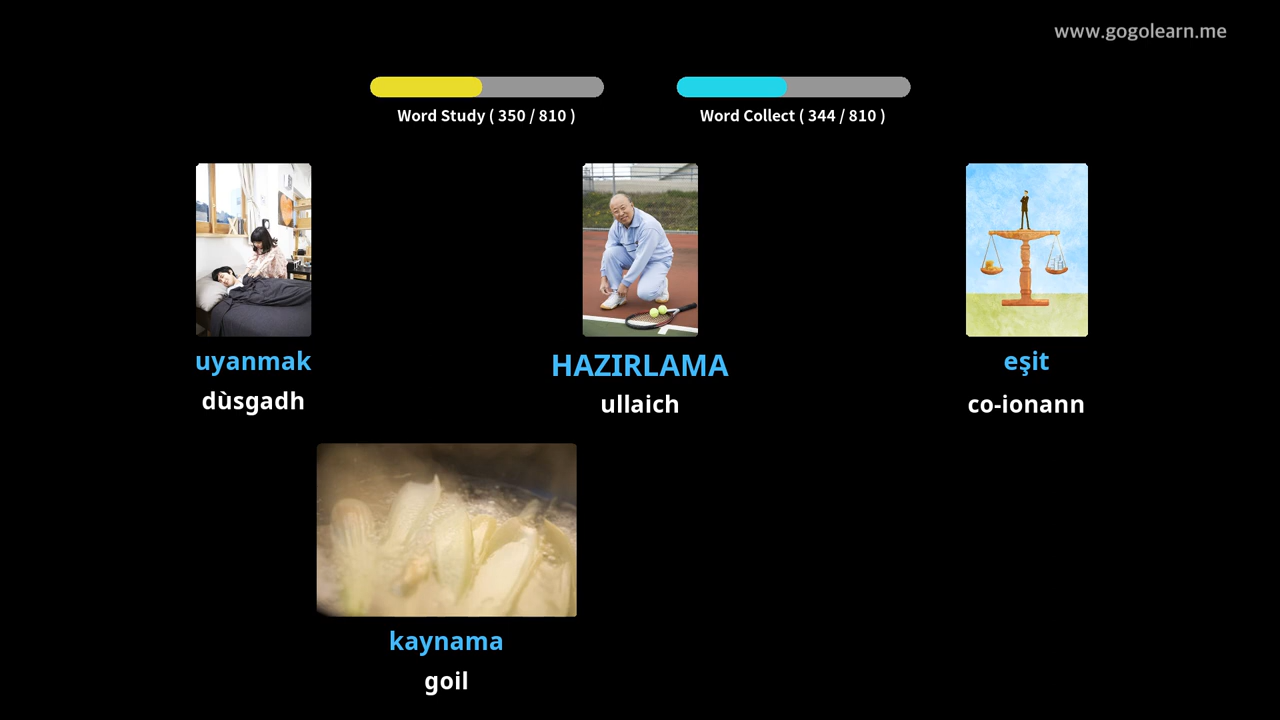 www.gogolearn.me
Word Study ( 350 / 810 )
Word Collect ( 344 / 810 )
uyanmak
dùsgadh
HAZIRLAMA
ullaich
eşit
co-ionann
kaynama
goil